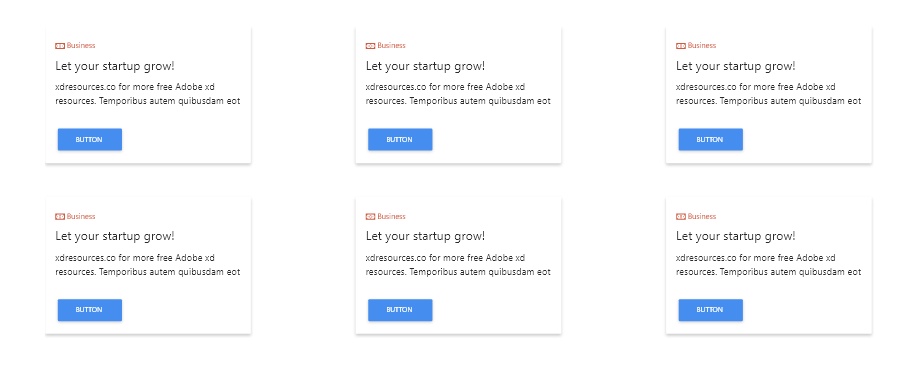 Business
Let your startup grow!
xdresources.co for more free Adobe xd
resources. Temporibus autem quibusdam eot
BUTTON
Business
Let your startup grow!
xdresources.co for more free Adobe xd
resources. Temporibus autem quibusdam eot
BUTTON
Business
Let your startup grow!
xdresources.co for more free Adobe xd
resources. Temporibus autem quibusdam eot
BUTTON
Business
Let your startup grow!
xdresources.co for more free Adobe xd
resources. Temporibus autem quibusdam eot
BUTTON
Business
Let your startup grow!
xdresources.co for more free Adobe xd
resources. Temporibus autem quibusdam eot
BUTTON
Business
Let your startup grow!
xdresources.co for more free Adobe xd
resources. Temporibus autem quibusdam eot
BUTTON